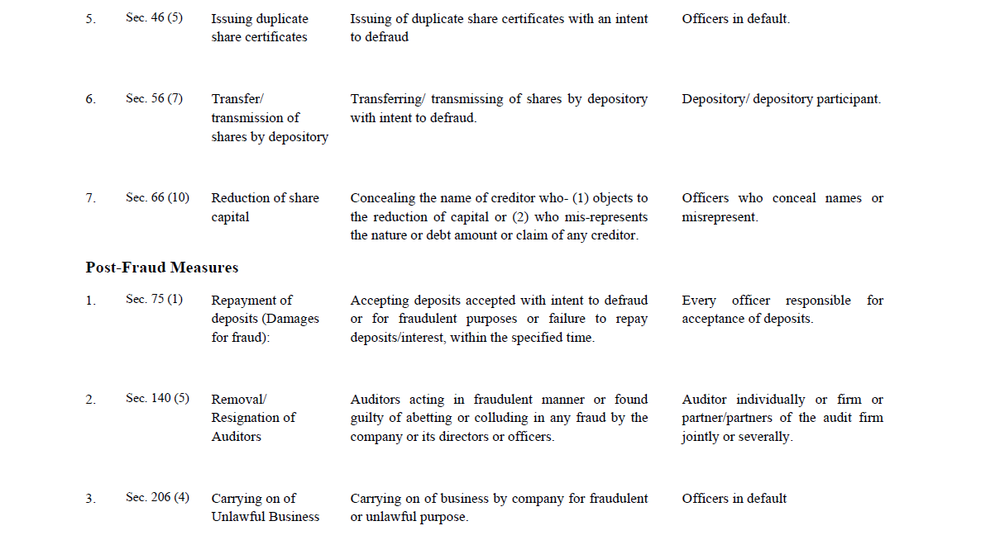 5. Sec. 46 (5) Issuing duplicate Issuing of duplicate share certificates with an intent Officers in default.
share certificates to defraud
6. Sec. 56 (7) Transfer/ Transferring/ transmissing of shares by depository Depository/ depository participant.
transmission of with intent to defraud.
shares by depository
7. Sec. 66 (10) Reduction of share Concealing the name of creditor who- (1) objects to Officers who conceal names or
capital the reduction of capital or (2) who mis-represents misrepresent.
the nature or debt amount or claim of any creditor.
Post-Fraud Measures
1. Sec. 75 (1) Repayment of Accepting deposits accepted with intent to defraud Every officer responsible for
deposits (Damages or for fraudulent purposes or failure to repay acceptance of deposits.
for fraud): deposits/interest, within the specified time.
2. Sec. 140 (5) Removal/ Auditors acting in fraudulent manner or found Auditor individually or firm or
Resignation of guilty of abetting or colluding in any fraud by the partner/partners of the audit firm
Auditors company or its directors or officers. jointly or severally.
3. Sec. 206 (4) Carrying on of Carrying on of business by company for fraudulent Officers in default
Unlawful Business or unlawful purpose.